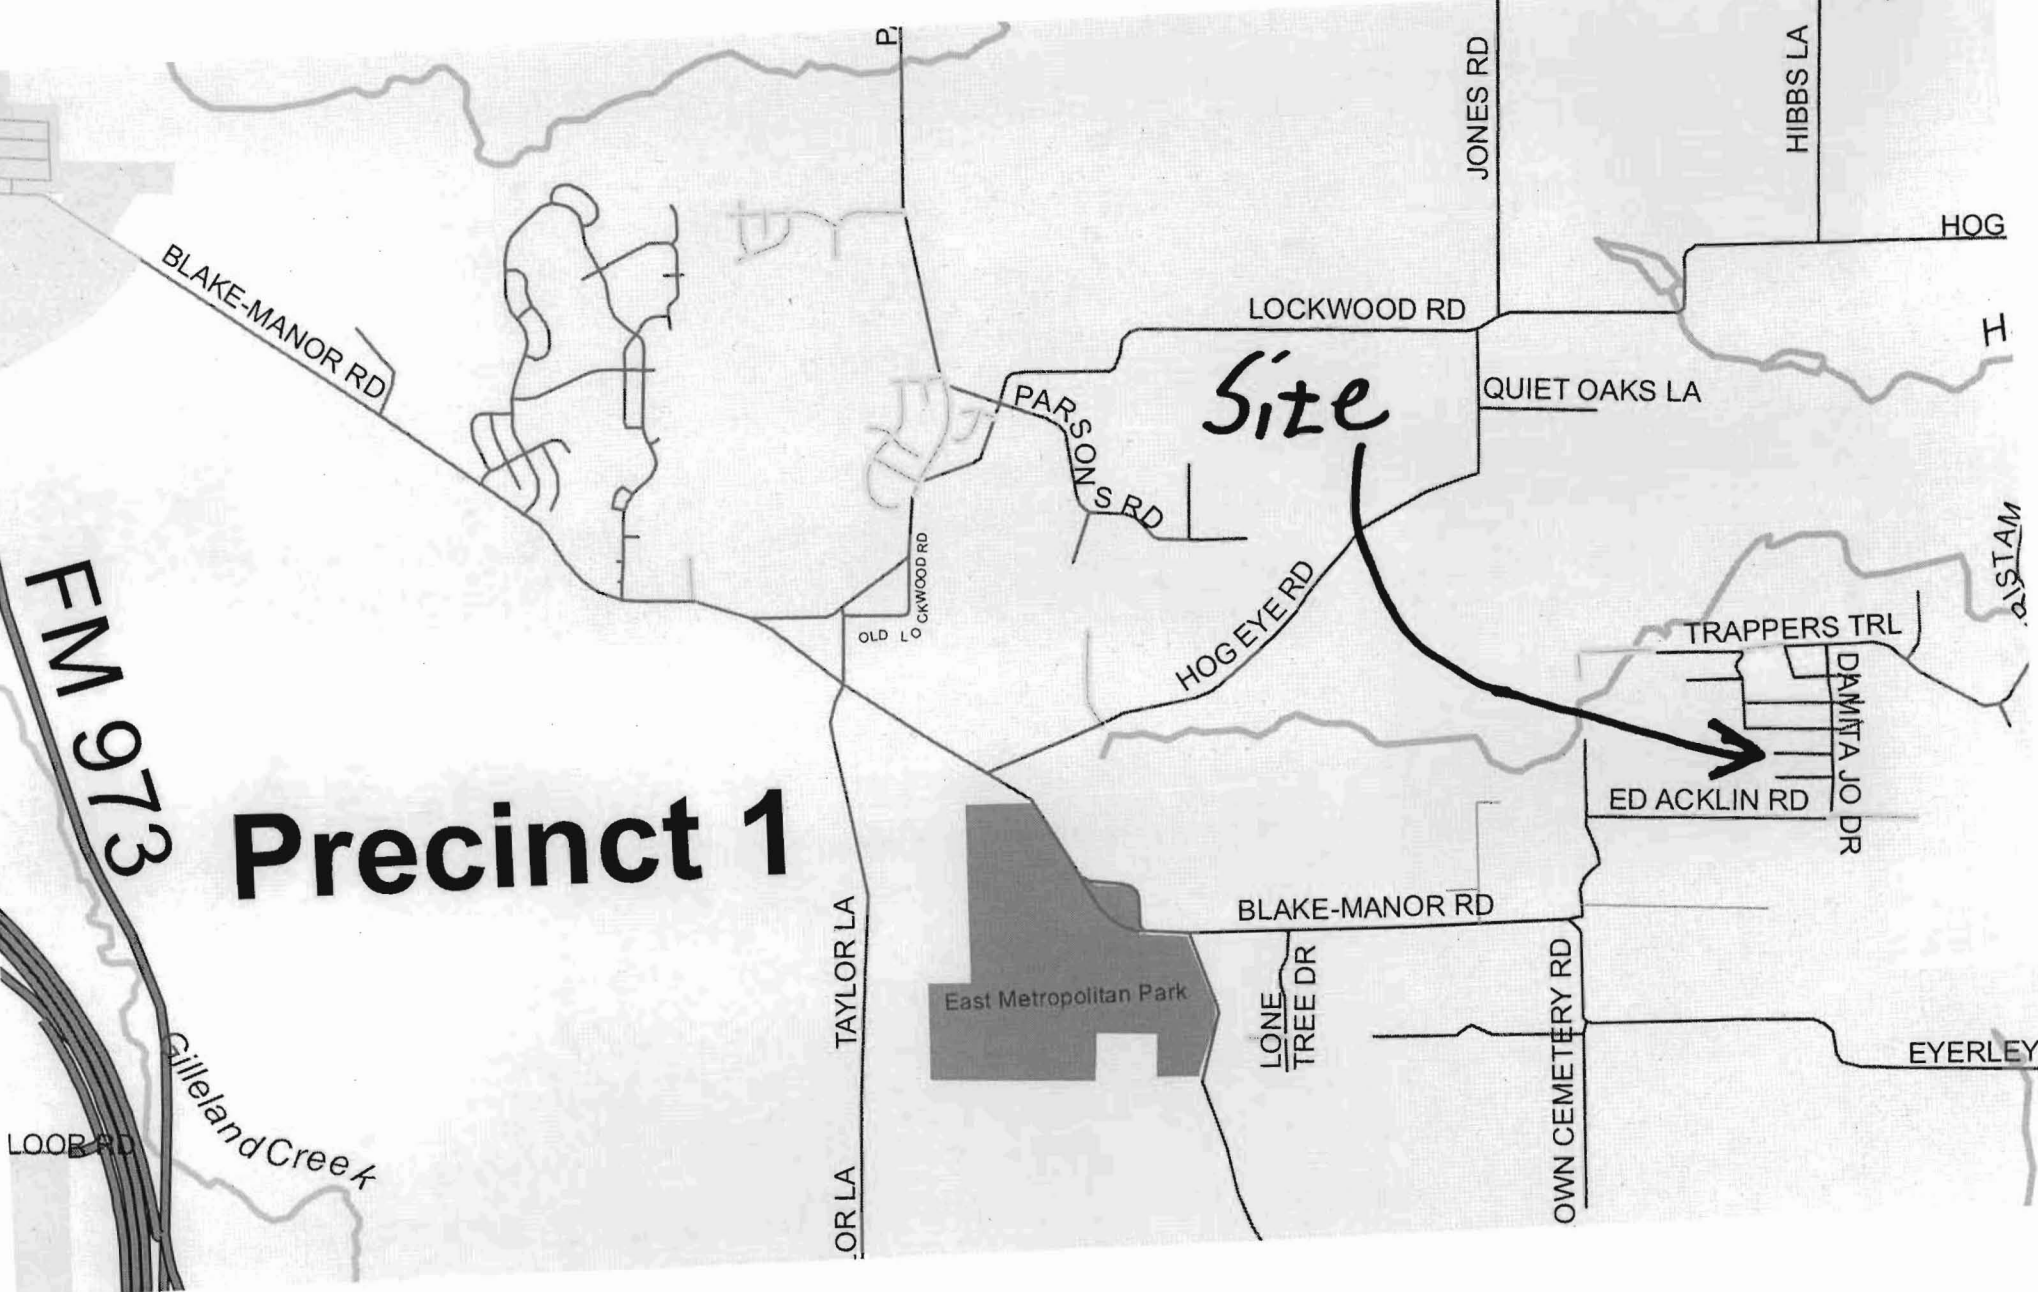 P
JONES RD
HIBBS LA
HOG
BLAKE-MANOR RD
LOCKWOOD RD
H
Site
QUIET OAKS LA
PARSONS RD
OLD LOCKWOOD RD
HOG EYE RD
TRAPPERS TRL
DAMITA JO DR
FM 973
Precinct 1
ED ACKLIN RD
BLAKE-MANOR RD
TAYLOR LA
East Metropolitan Park
LONE
TREE DR
OWN CEMETERY RD
EYERLEY
Gilleland Creek
OR LA